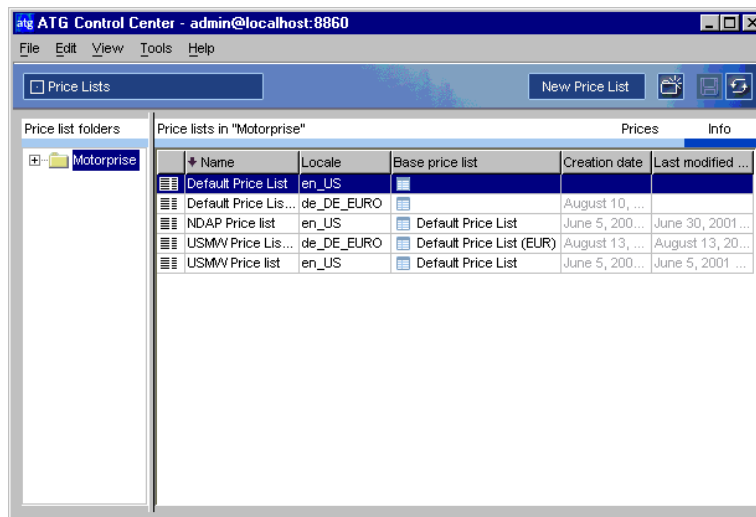 atg ATG Control Center - admin@localhost:8860
File Edit View Tools Help
Price Lists New Price List
Price list folders Price lists in "Motorprise" Prices Info
Motorprise Name Locale Base price list Creation date Last modified ...
Default Price List en_US
Default Price Lis... de_DE_EURO August 10, ...
NDAP Price list en_US Default Price List June 5, 200... June 30, 2001...
USMW Price Lis... de_DE_EURO Default Price List (EUR) August 13, ... August 13, 20...
USMW Price list en_US Default Price List June 5, 200... June 5, 2001 ...